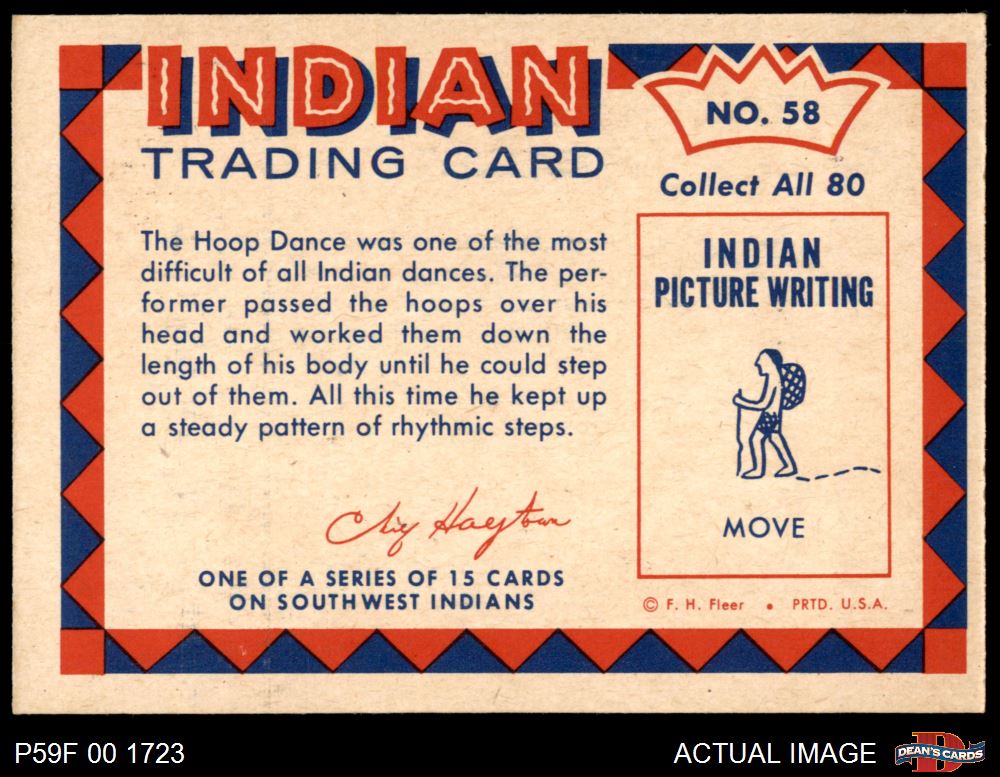 INDIAN
TRADING CARD
NO. 58
Collect All 80
The Hoop Dance was one of the most
difficult of all Indian dances. The per-
former passed the hoops over his
head and worked them down the
length of his body until he could step
out of them. All this time he kept up
a steady pattern of rhythmic steps.
ONE OF A SERIES OF 15 CARDS
ON SOUTHWEST INDIANS
INDIAN
PICTURE WRITING
MOVE
© F. H. Fleer • PRTD. U.S.A.
P59F 00 1723
ACTUAL IMAGE
DEAN'S CARDS